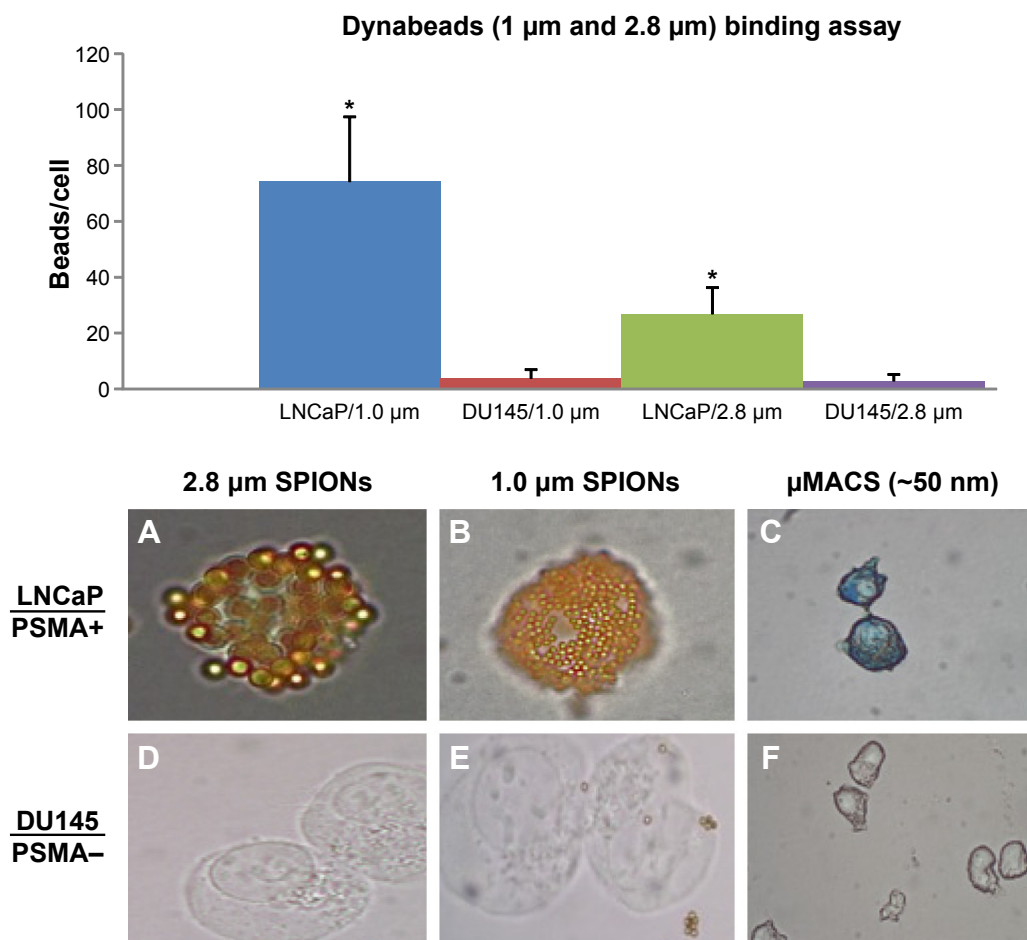 Dynabeads (1 µm and 2.8 µm) binding assay
120
100
80
60
40
20
0
Beads/cell
*
*
LNCaP/1.0 µm DU145/1.0 µm LNCaP/2.8 µm DU145/2.8 µm
2.8 µm SPIONs 1.0 µm SPIONs µMACS (~50 nm)
A B C
LNCaP
PSMA+
D E F
DU145
PSMA–